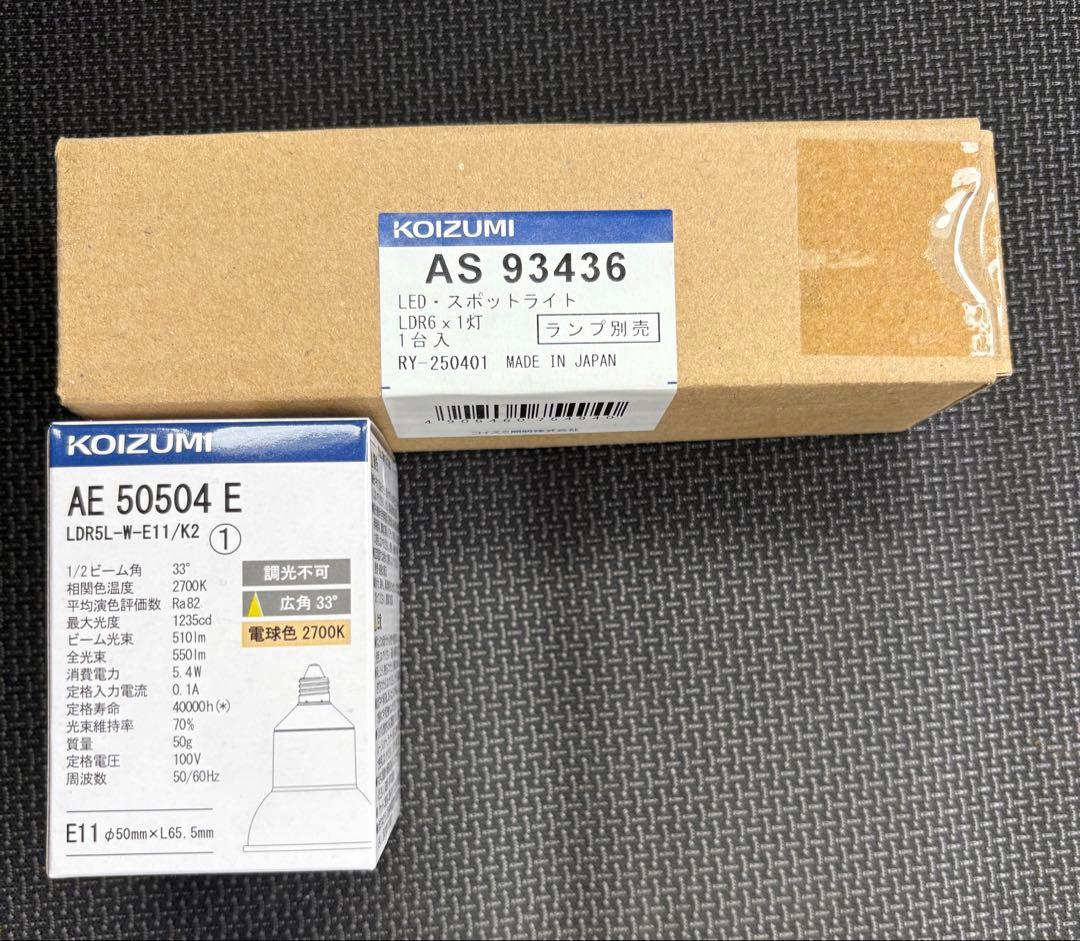 KOIZUMI
AS 93436
LED・スポットライト
LDR6×1灯
ランプ別売
1台入
RY-250401 MADE IN JAPAN
KOIZUMI
AE 50504 E
LDR5L-W-E11/K2 ①
1/2ビーム角 33°
相関色温度 2700K
平均演色評価数 Ra82
最大光度 1235cd
ビーム光束 510lm
全光束 550lm
消費電力 5.4W
定格入力電流 0.1A
定格寿命 40000h(*)
光束維持率 70%
質量 50g
定格電圧 100V
周波数 50/60Hz
調光不可
広角 33°
電球色 2700K
E11 φ50mm×L65.5mm